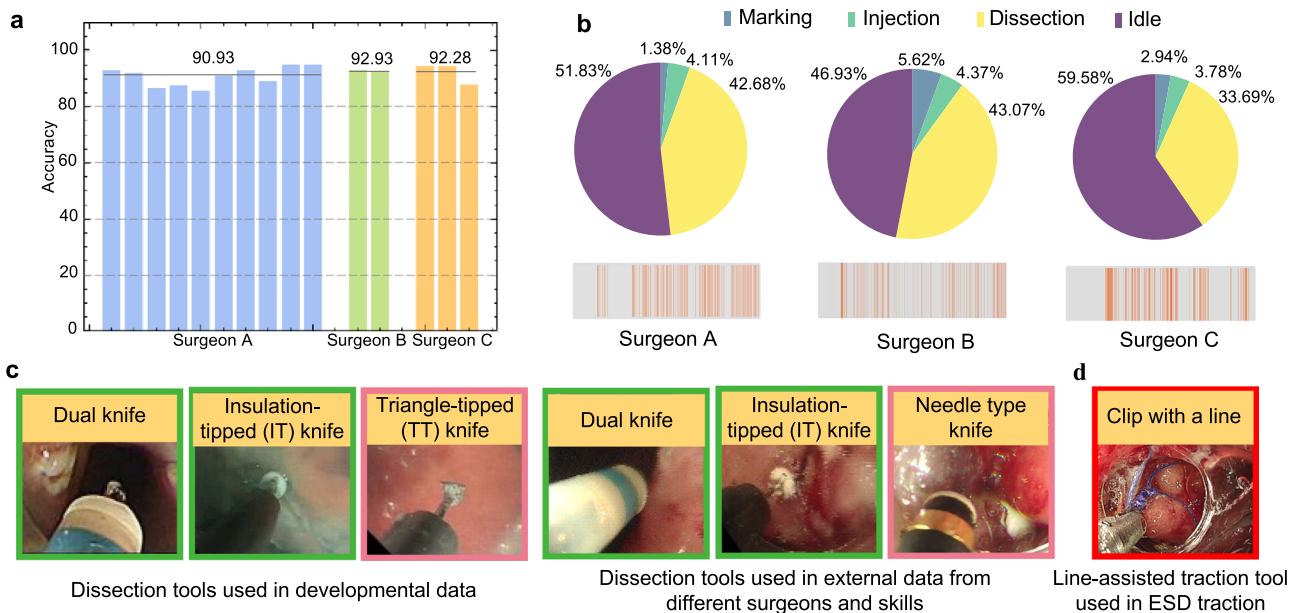 a
Accuracy
100
80
60
40
20
0
90.93
92.93
92.28
Surgeon A
Surgeon B
Surgeon C
b
Marking
Injection
Dissection
Idle
1.38%
4.11%
42.68%
51.83%
5.62%
4.37%
43.07%
46.93%
2.94%
3.78%
33.69%
59.58%
Surgeon A
Surgeon B
Surgeon C
c
Dual knife
Insulation-
tipped (IT) knife
Triangle-tipped
(TT) knife
Dissection tools used in developmental data
Dual knife
Insulation-
tipped (IT) knife
Needle type
knife
Dissection tools used in external data from
different surgeons and skills
d
Clip with a line
Line-assisted traction tool
used in ESD traction